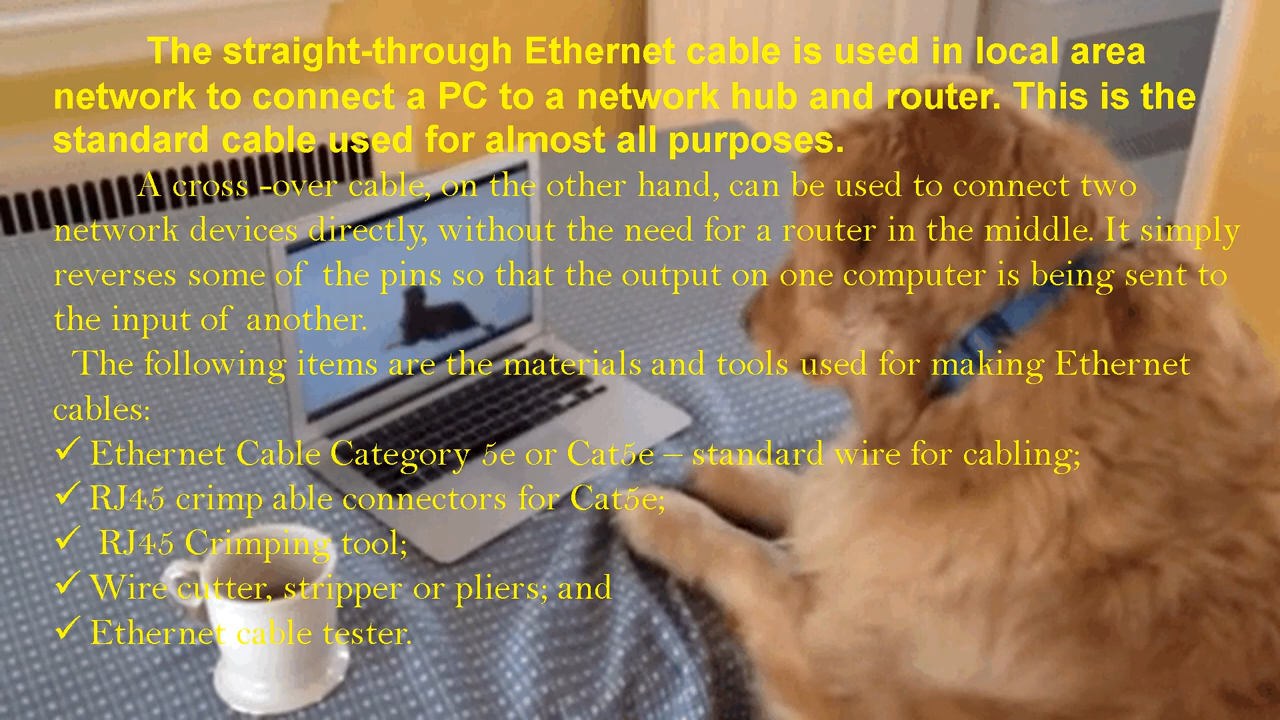 The straight-through Ethernet cable is used in local area
network to connect a PC to a network hub and router. This is the
standard cable used for almost all purposes.
A cross -over cable, on the other hand, can be used to connect two
network devices directly, without the need for a router in the middle. It simply
reverses some of the pins so that the output on one computer is being sent to
the input of another.
The following items are the materials and tools used for making Ethernet
cables:
✓ Ethernet Cable Category 5e or Cat5e – standard wire for cabling;
✓ RJ45 crimp able connectors for Cat5e;
✓ RJ45 Crimping tool;
✓ Wire cutter, stripper or pliers; and
✓ Ethernet cable tester.